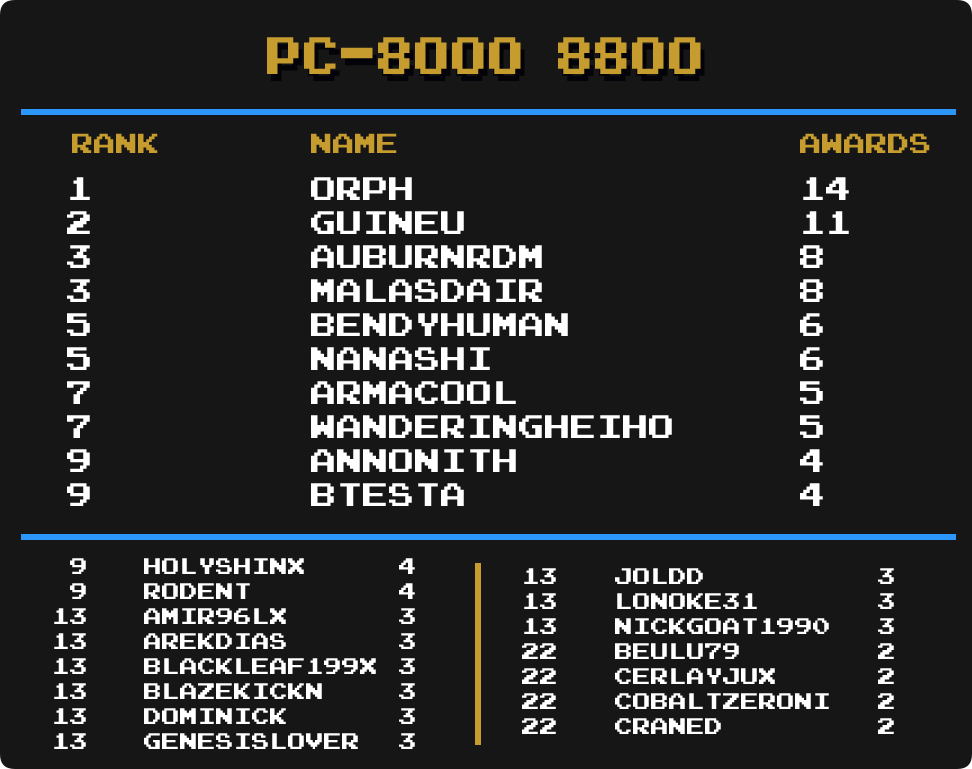 PC-8000 8800
RANK NAME AWARDS
1 ORPH 14
2 GUINEU 11
3 AUBURNRDM 8
3 MALASDAIR 8
5 BENDYHUMAN 6
5 NANASHI 6
7 ARMACOOL 5
7 WANDERINGHEIHO 5
9 ANNONITH 4
9 BTESTA 4
9 HOLYSHINX 4
9 RODENT 4
13 AMIR96LX 3
13 AREKDIAS 3
13 BLACKLEAF199X 3
13 BLAZEKICKN 3
13 DOMINICK 3
13 GENESISLOVER 3
13 JOLDD 3
13 LONOKE31 3
13 NICKGOAT1990 3
22 BEULU79 2
22 CERLAYJUX 2
22 COBALTZERONI 2
22 CRANED 2